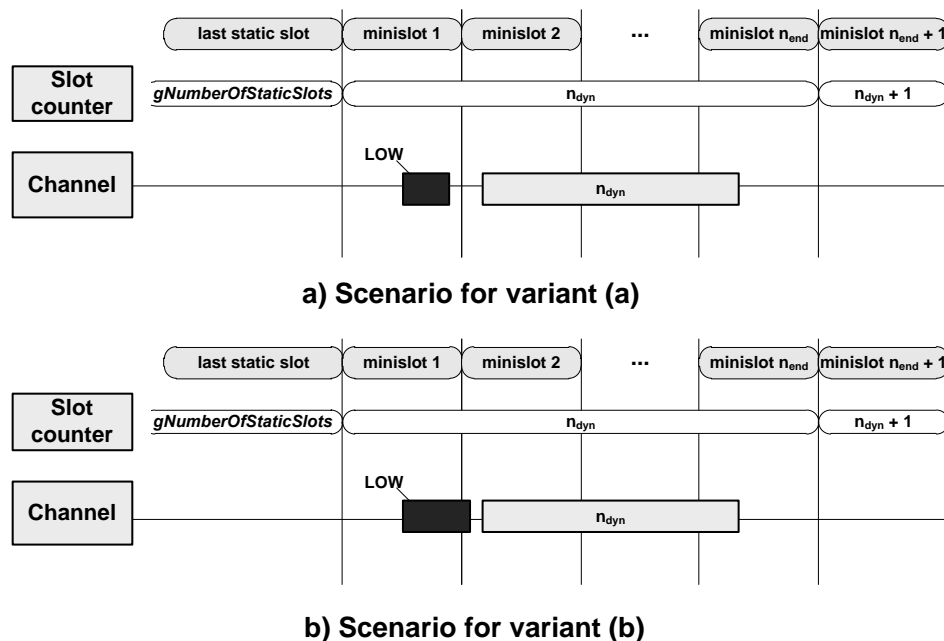 last static slot minislot 1 minislot 2 ... minislot nend minislot nend + 1
Slot counter gNumberOfStaticSlots ndyn ndyn + 1
LOW
Channel ndyn
a) Scenario for variant (a)
last static slot minislot 1 minislot 2 ... minislot nend minislot nend + 1
Slot counter gNumberOfStaticSlots ndyn ndyn + 1
LOW
Channel ndyn
b) Scenario for variant (b)